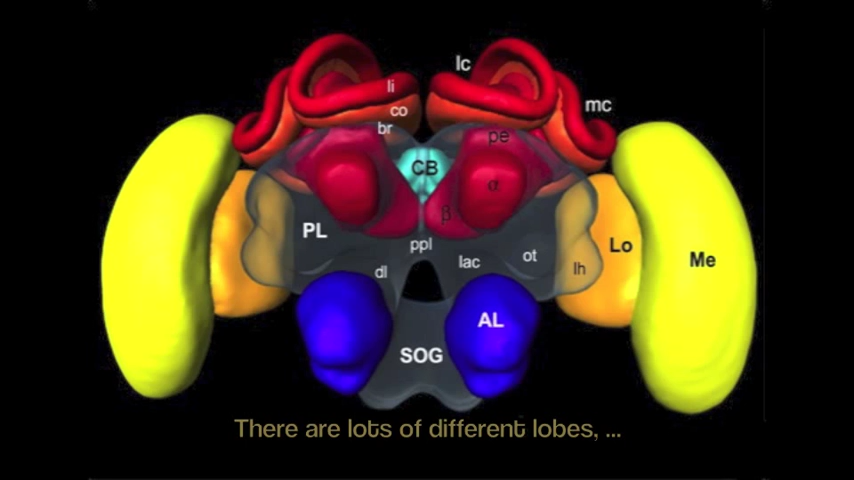 lc
li
mc
co
br
pe
CB
α
β
PL
ppl
Lo
ot
lac
lh
Me
dl
AL
SOG
There are lots of different lobes, ...